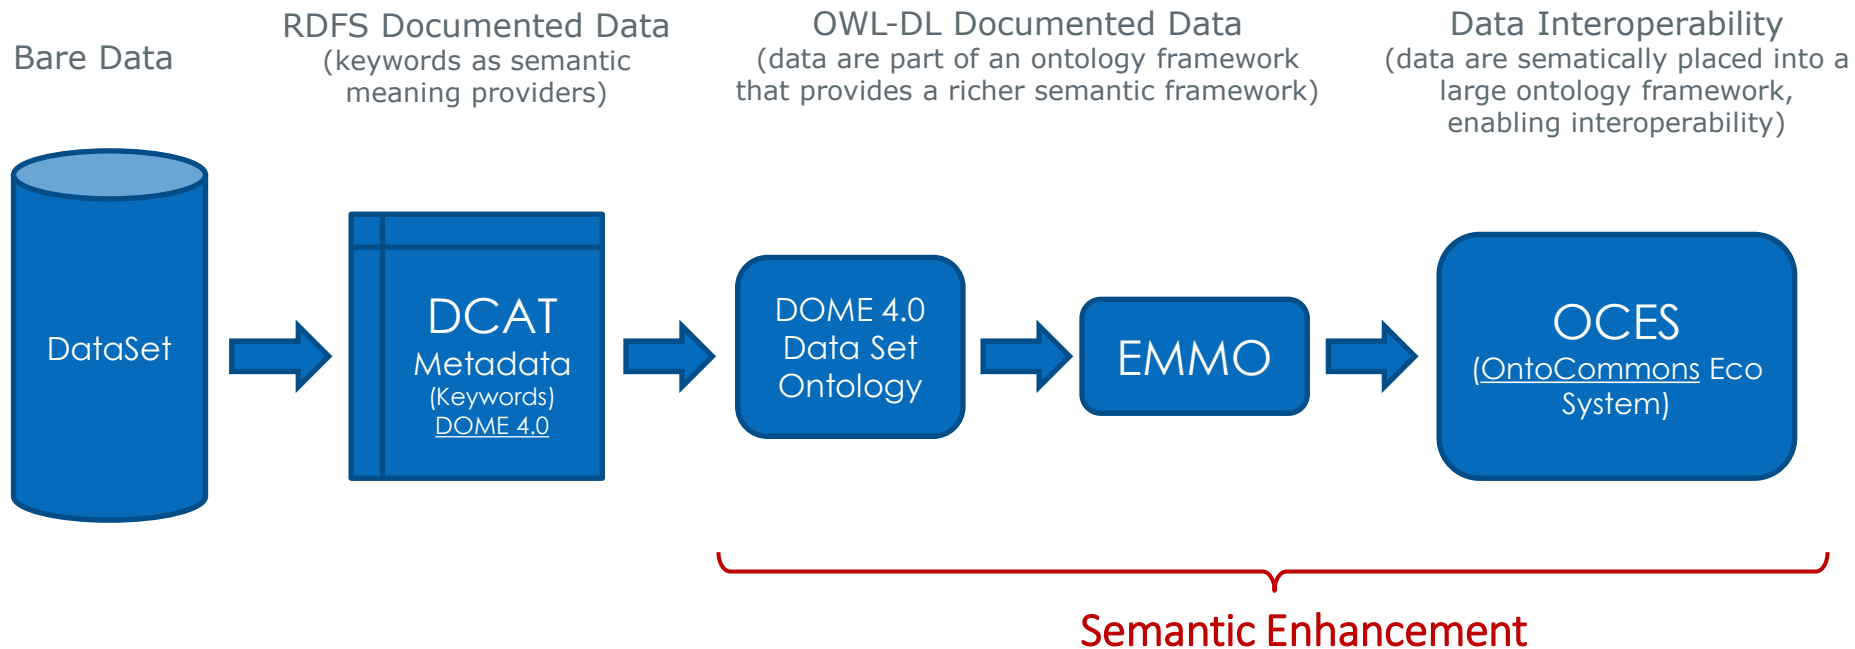 Bare Data
RDFS Documented Data
(keywords as semantic
meaning providers)
OWL-DL Documented Data
(data are part of an ontology framework
that provides a richer semantic framework)
Data Interoperability
(data are sematically placed into a
large ontology framework,
enabling interoperability)
DataSet
DCAT
Metadata
(Keywords)
DOME 4.0
DOME 4.0
Data Set
Ontology
EMMO
OCES
(OntoCommons Eco
System)
Semantic Enhancement